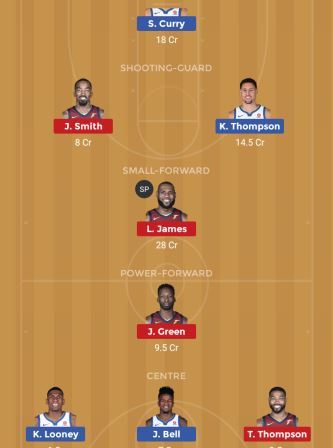 S. Curry
18 Cr
SHOOTING-GUARD
J. Smith
K. Thompson
8 Cr
14.5 Cr
SMALL-FORWARD
SP
L. James
28 Cr
POWER-FORWARD
J. Green
9.5 Cr
CENTRE
K. Looney
J. Bell
T. Thompson